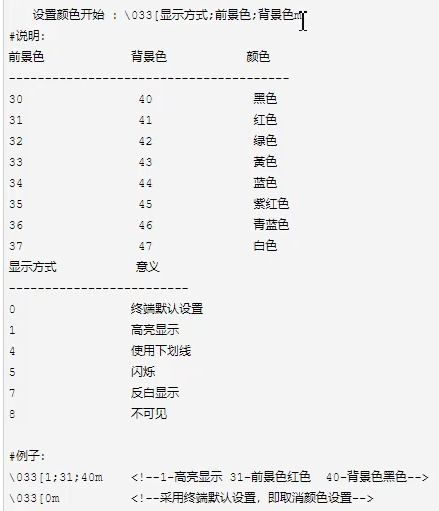 设置颜色开始 : \033[显示方式;前景色;背景色m
#说明:
前景色 背景色 颜色
---------------------------------------
30 40 黑色
31 41 红色
32 42 绿色
33 43 黃色
34 44 蓝色
35 45 紫红色
36 46 青蓝色
37 47 白色
显示方式 意义
-------------------------
0 终端默认设置
1 高亮显示
4 使用下划线
5 闪烁
7 反白显示
8 不可见
#例子:
\033[1;31;40m <!--1-高亮显示 31-前景色红色 40-背景色黑色-->
\033[0m <!--采用终端默认设置，即取消颜色设置-->